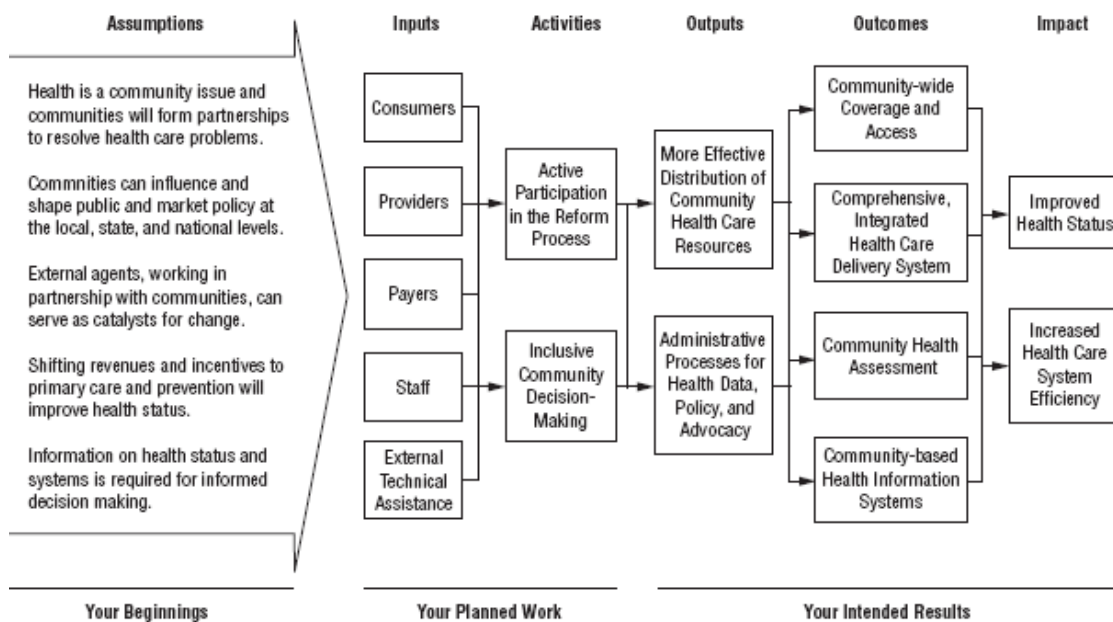 Assumptions
Inputs
Activities
Outputs
Outcomes
Impact
Health is a community issue and
communities will form partnerships
to resolve health care problems.
Commnities can influence and
shape public and market policy at
the local, state, and national levels.
External agents, working in
partnership with communities, can
serve as catalysts for change.
Shifting revenues and incentives to
primary care and prevention will
improve health status.
Information on health status and
systems is required for informed
decision making.
Consumers
Providers
Payers
Staff
External
Technical
Assistance
Active
Participation
in the Reform
Process
Inclusive
Community
Decision-
Making
More Effective
Distribution of
Community
Health Care
Resources
Administrative
Processes for
Health Data,
Policy, and
Advocacy
Community-wide
Coverage and
Access
Comprehensive,
Integrated
Health Care
Delivery System
Community Health
Assessment
Community-based
Health Information
Systems
Improved
Health Status
Increased
Health Care
System
Efficiency
Your Beginnings
Your Planned Work
Your Intended Results